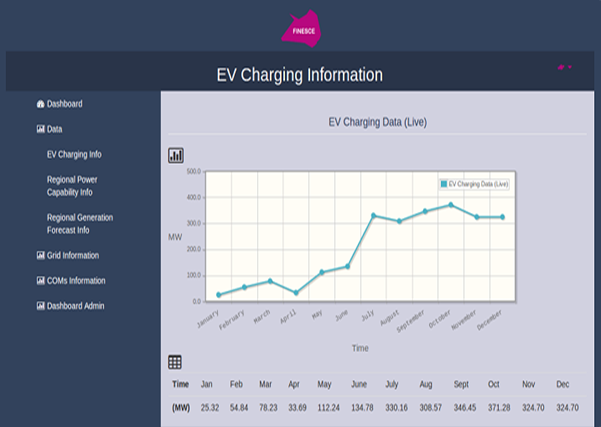 FINESCE
EV Charging Information
Dashboard
Data
EV Charging Info
Regional Power
Capability Info
Regional Generation
Forecast Info
Grid Information
COMs Information
Dashboard Admin
EV Charging Data (Live)
EV Charging Data (Live)
500.0
400.0
300.0
200.0
100.0
0.0
MW
January February March April May June July August September October November December
Time
Time Jan Feb Mar Apr May June July Aug Sept Oct Nov Dec
(MW) 25.32 54.84 78.23 33.69 112.24 134.78 330.16 308.57 346.45 371.28 324.70 324.70